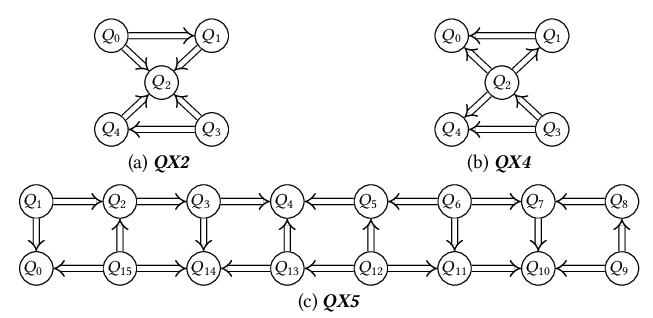 Q0 Q1 Q0 Q1
Q2 Q2
Q4 Q3 Q4 Q3
(a) QX2 (b) QX4
Q1 Q2 Q3 Q4 Q5 Q6 Q7 Q8
Q0 Q15 Q14 Q13 Q12 Q11 Q10 Q9
(c) QX5